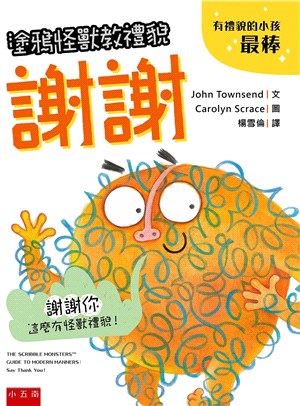 塗鴉怪獸教禮貌
謝謝
有禮貌的小孩
最棒
John Townsend|文
Carolyn Scrace|圖
楊雪倫|譯
謝謝你
這麼有怪獸禮貌！
THE SCRIBBLE MONSTERS™
GUIDE TO MODERN MANNERS:
Say Thank You!
小五南